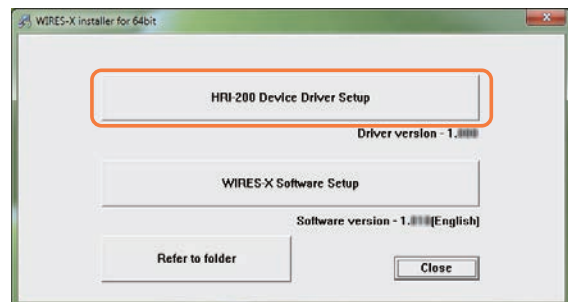 WIRES-X installer for 64bit
HRI-200 Device Driver Setup
Driver version - 1.
WIRES-X Software Setup
Software version - 1. [English]
Refer to folder
Close